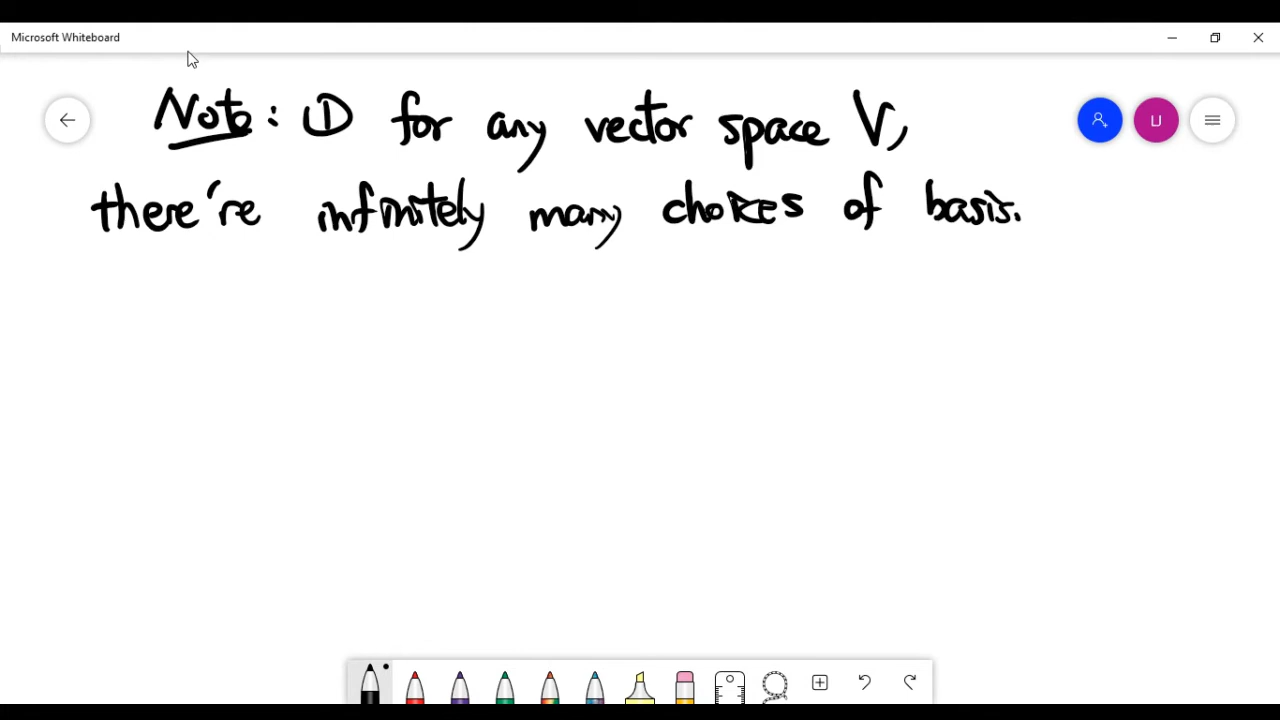 Microsoft Whiteboard
Note: ① for any vector space V,
there're infinitely many choices of basis.
U